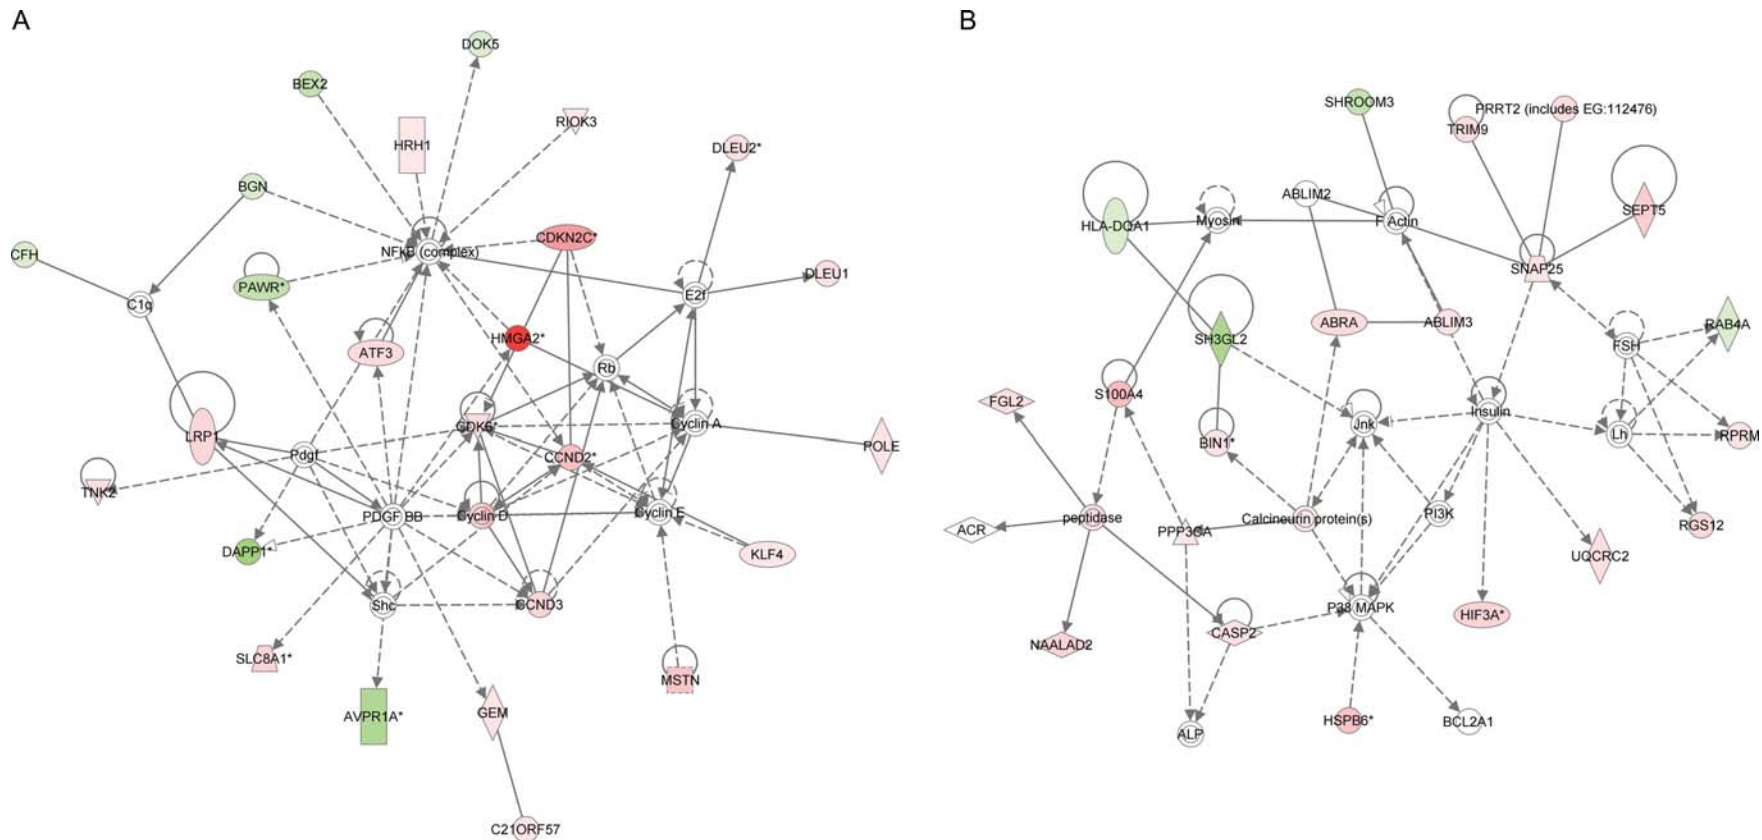 A
B
DOK5
BEX2
RIOK3
HRH1
DLEU2*
BGN
CFH
NFkB (complex)
CDKN2C*
PAWR*
C1q
E2f
DLEU1
HMGA2*
ATF3
Rb
LRP1
CDK6*
Cyclin A
Pdgf
CCND2*
POLE
TNK2
PDGF BB
Cyclin D
Cyclin E
DAPP1*
KLF4
Shc
CCND3
SLC8A1*
MSTN
AVPR1A*
GEM
C21ORF57
SHROOM3
PRRT2 (includes EG:112476)
TRIM9
ABLIM2
SEPT5
HLA-DQA1
Myosin
F Actin
SNAP25
ABRA
ABLIM3
RAB4A
SH3GL2
FSH
S100A4
FGL2
Insulin
Jnk
BIN1*
Lh
RPRM
ACR
peptidase
PPP3CA
Calcineurin protein(s)
PI3K
RGS12
UQCRC2
P38 MAPK
HIF3A*
NAALAD2
CASP2
HSPB6*
BCL2A1
ALP